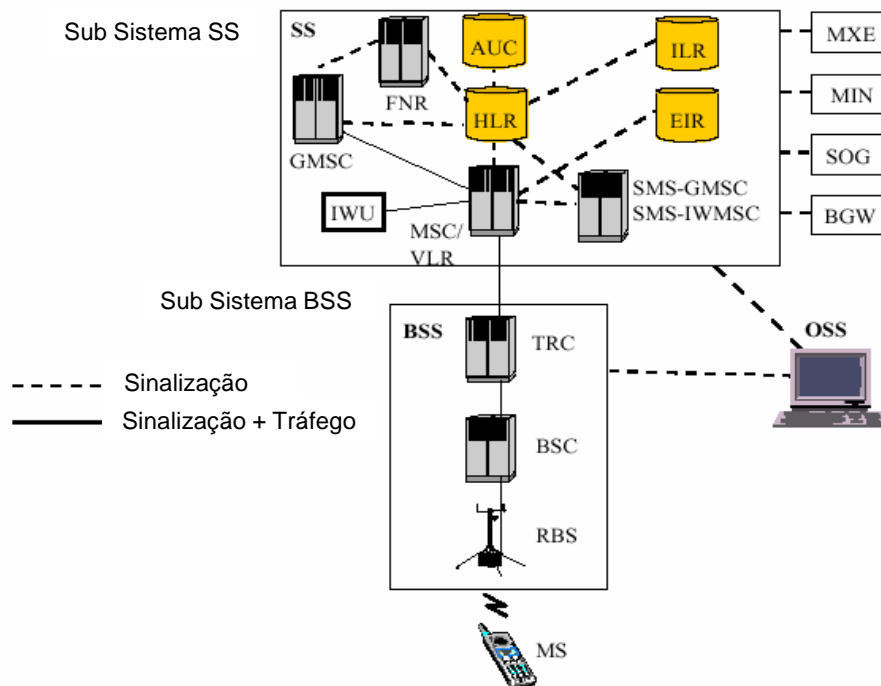 Sub Sistema SS
SS
AUC
ILR
MXE
FNR
MIN
HLR
EIR
GMSC
SOG
SMS-GMSC
SMS-IWMSC
IWU
MSC/
VLR
BGW
Sub Sistema BSS
BSS
TRC
OSS
Sinalização
Sinalização + Tráfego
BSC
RBS
MS